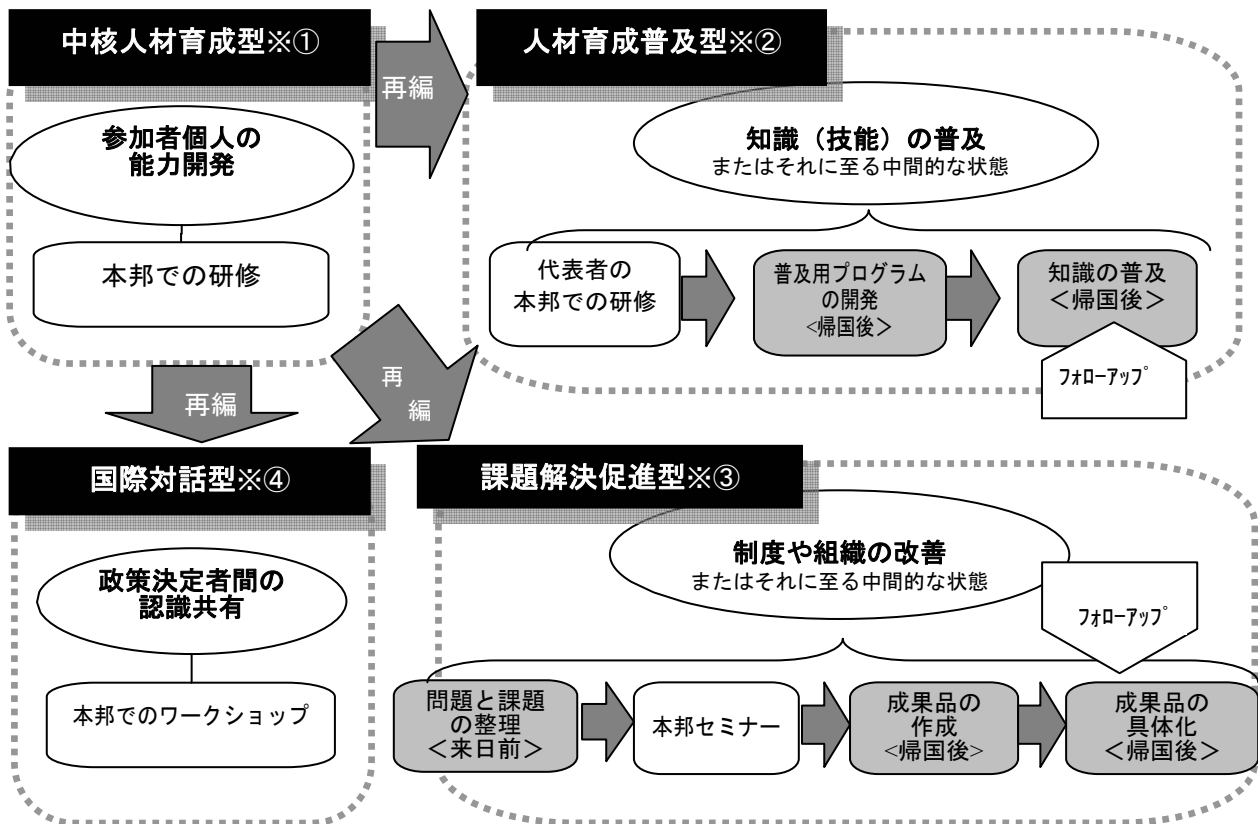 中核人材育成型※①
再編
人材育成普及型※②
参加者個人の
能力開発
本邦での研修
知識（技能）の普及
またはそれに至る中間的な状態
代表者の
本邦での研修
普及用プログラム
の開発
<帰国後＞
知識の普及
＜帰国後＞
ﾌｫﾛｰｱｯﾌﾟ
再編
再
編
国際対話型※④
政策決定者間の
認識共有
本邦でのワークショップ
課題解決促進型※③
制度や組織の改善
またはそれに至る中間的な状態
ﾌｫﾛｰｱｯﾌﾟ
問題と課題
の整理
＜来日前＞
本邦セミナー
成果品の
作成
<帰国後>
成果品の
具体化
＜帰国後＞